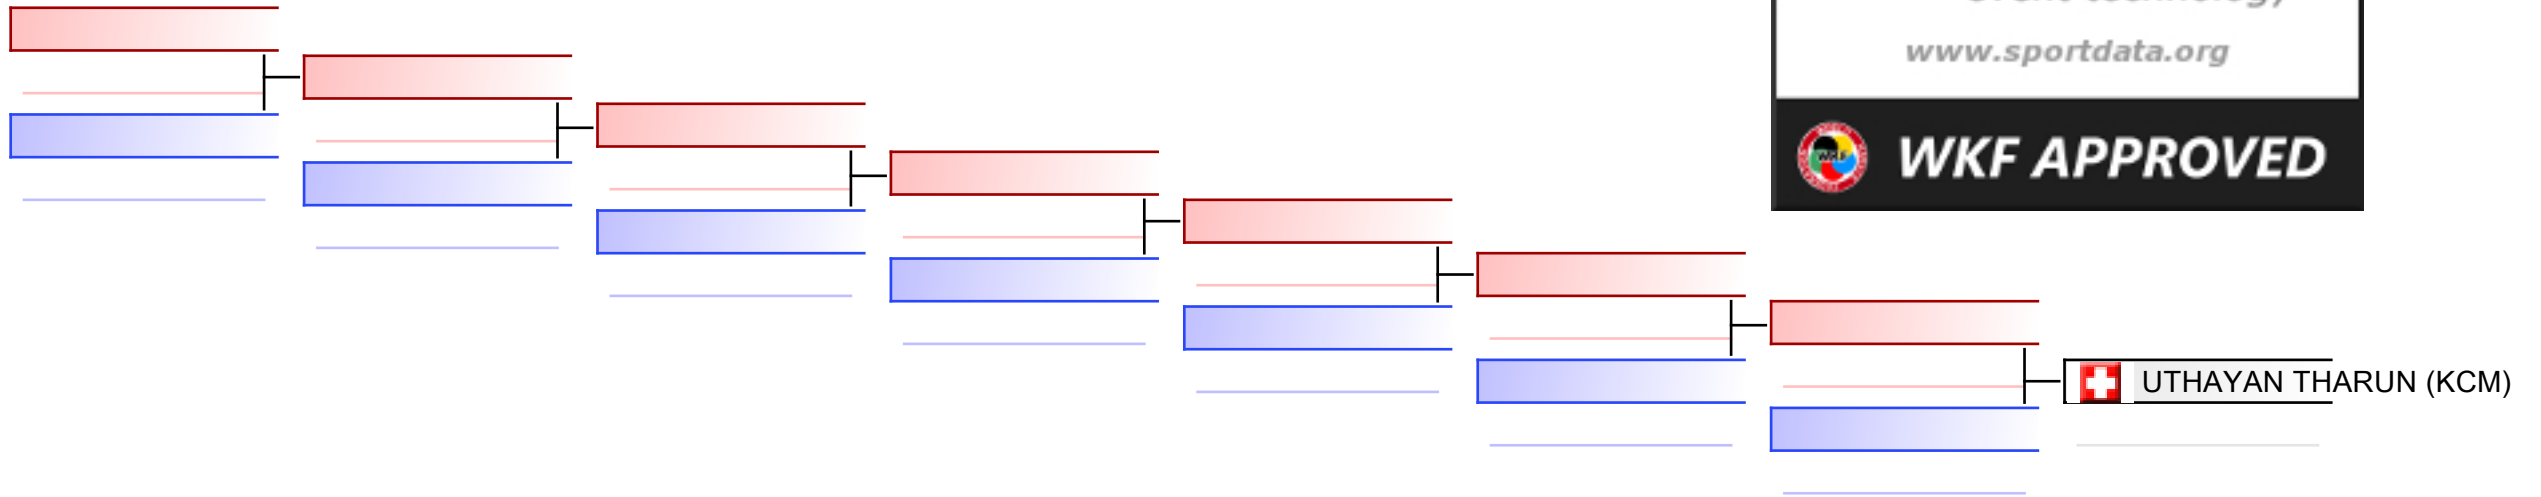 www.sportdata.org
WKF APPROVED
UTHAYAN THARUN (KCM)